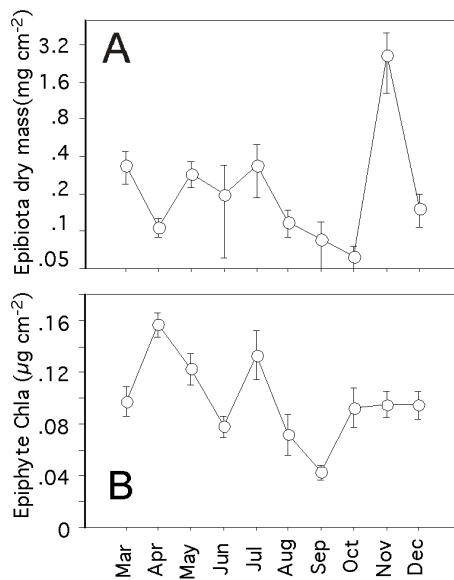 A
Epibiota dry mass(mg cm-2)
3.2
1.6
.8
.4
.2
.1
.05
B
Epiphyte Chla (µg cm-2)
.16
.12
0.08
.04
0
Mar Apr May Jun Jul Aug Sep Oct Nov Dec